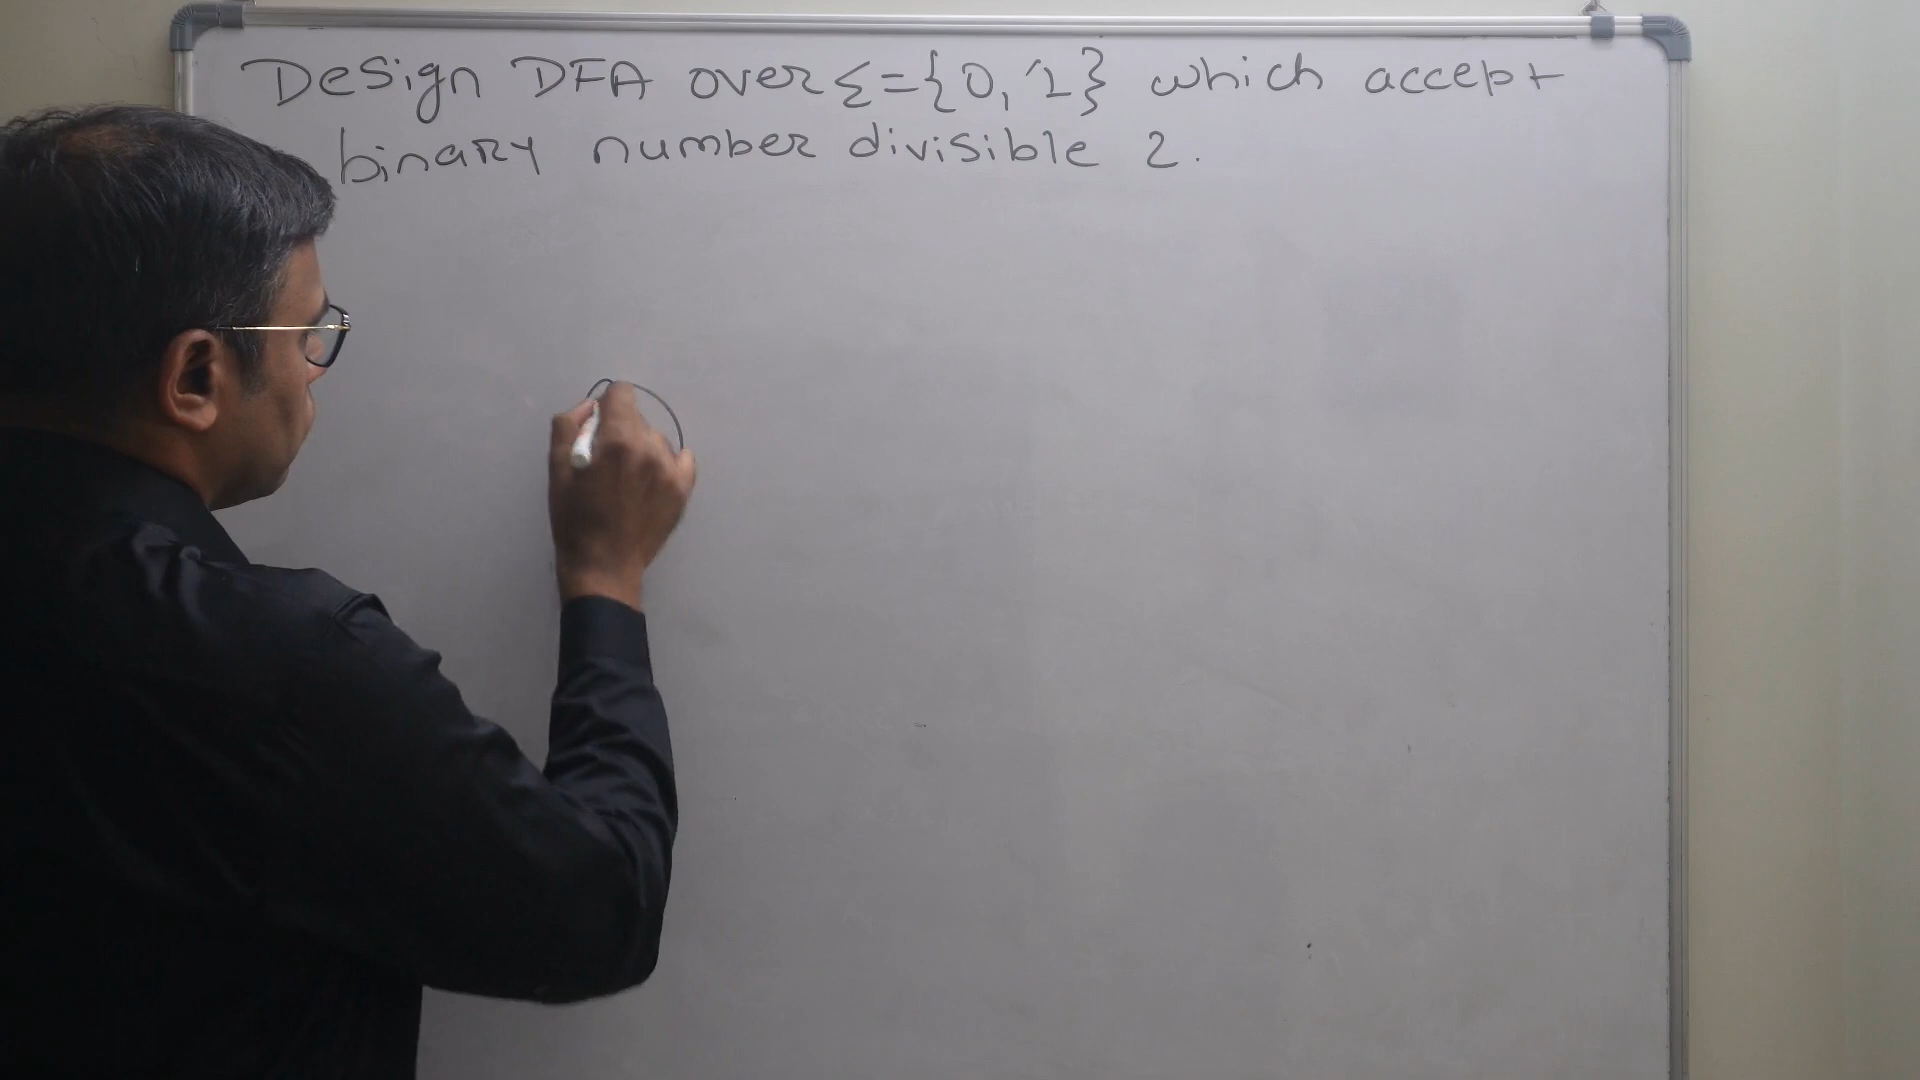 Design DFA over Σ={0,1} which accept
binary number divisible 2.